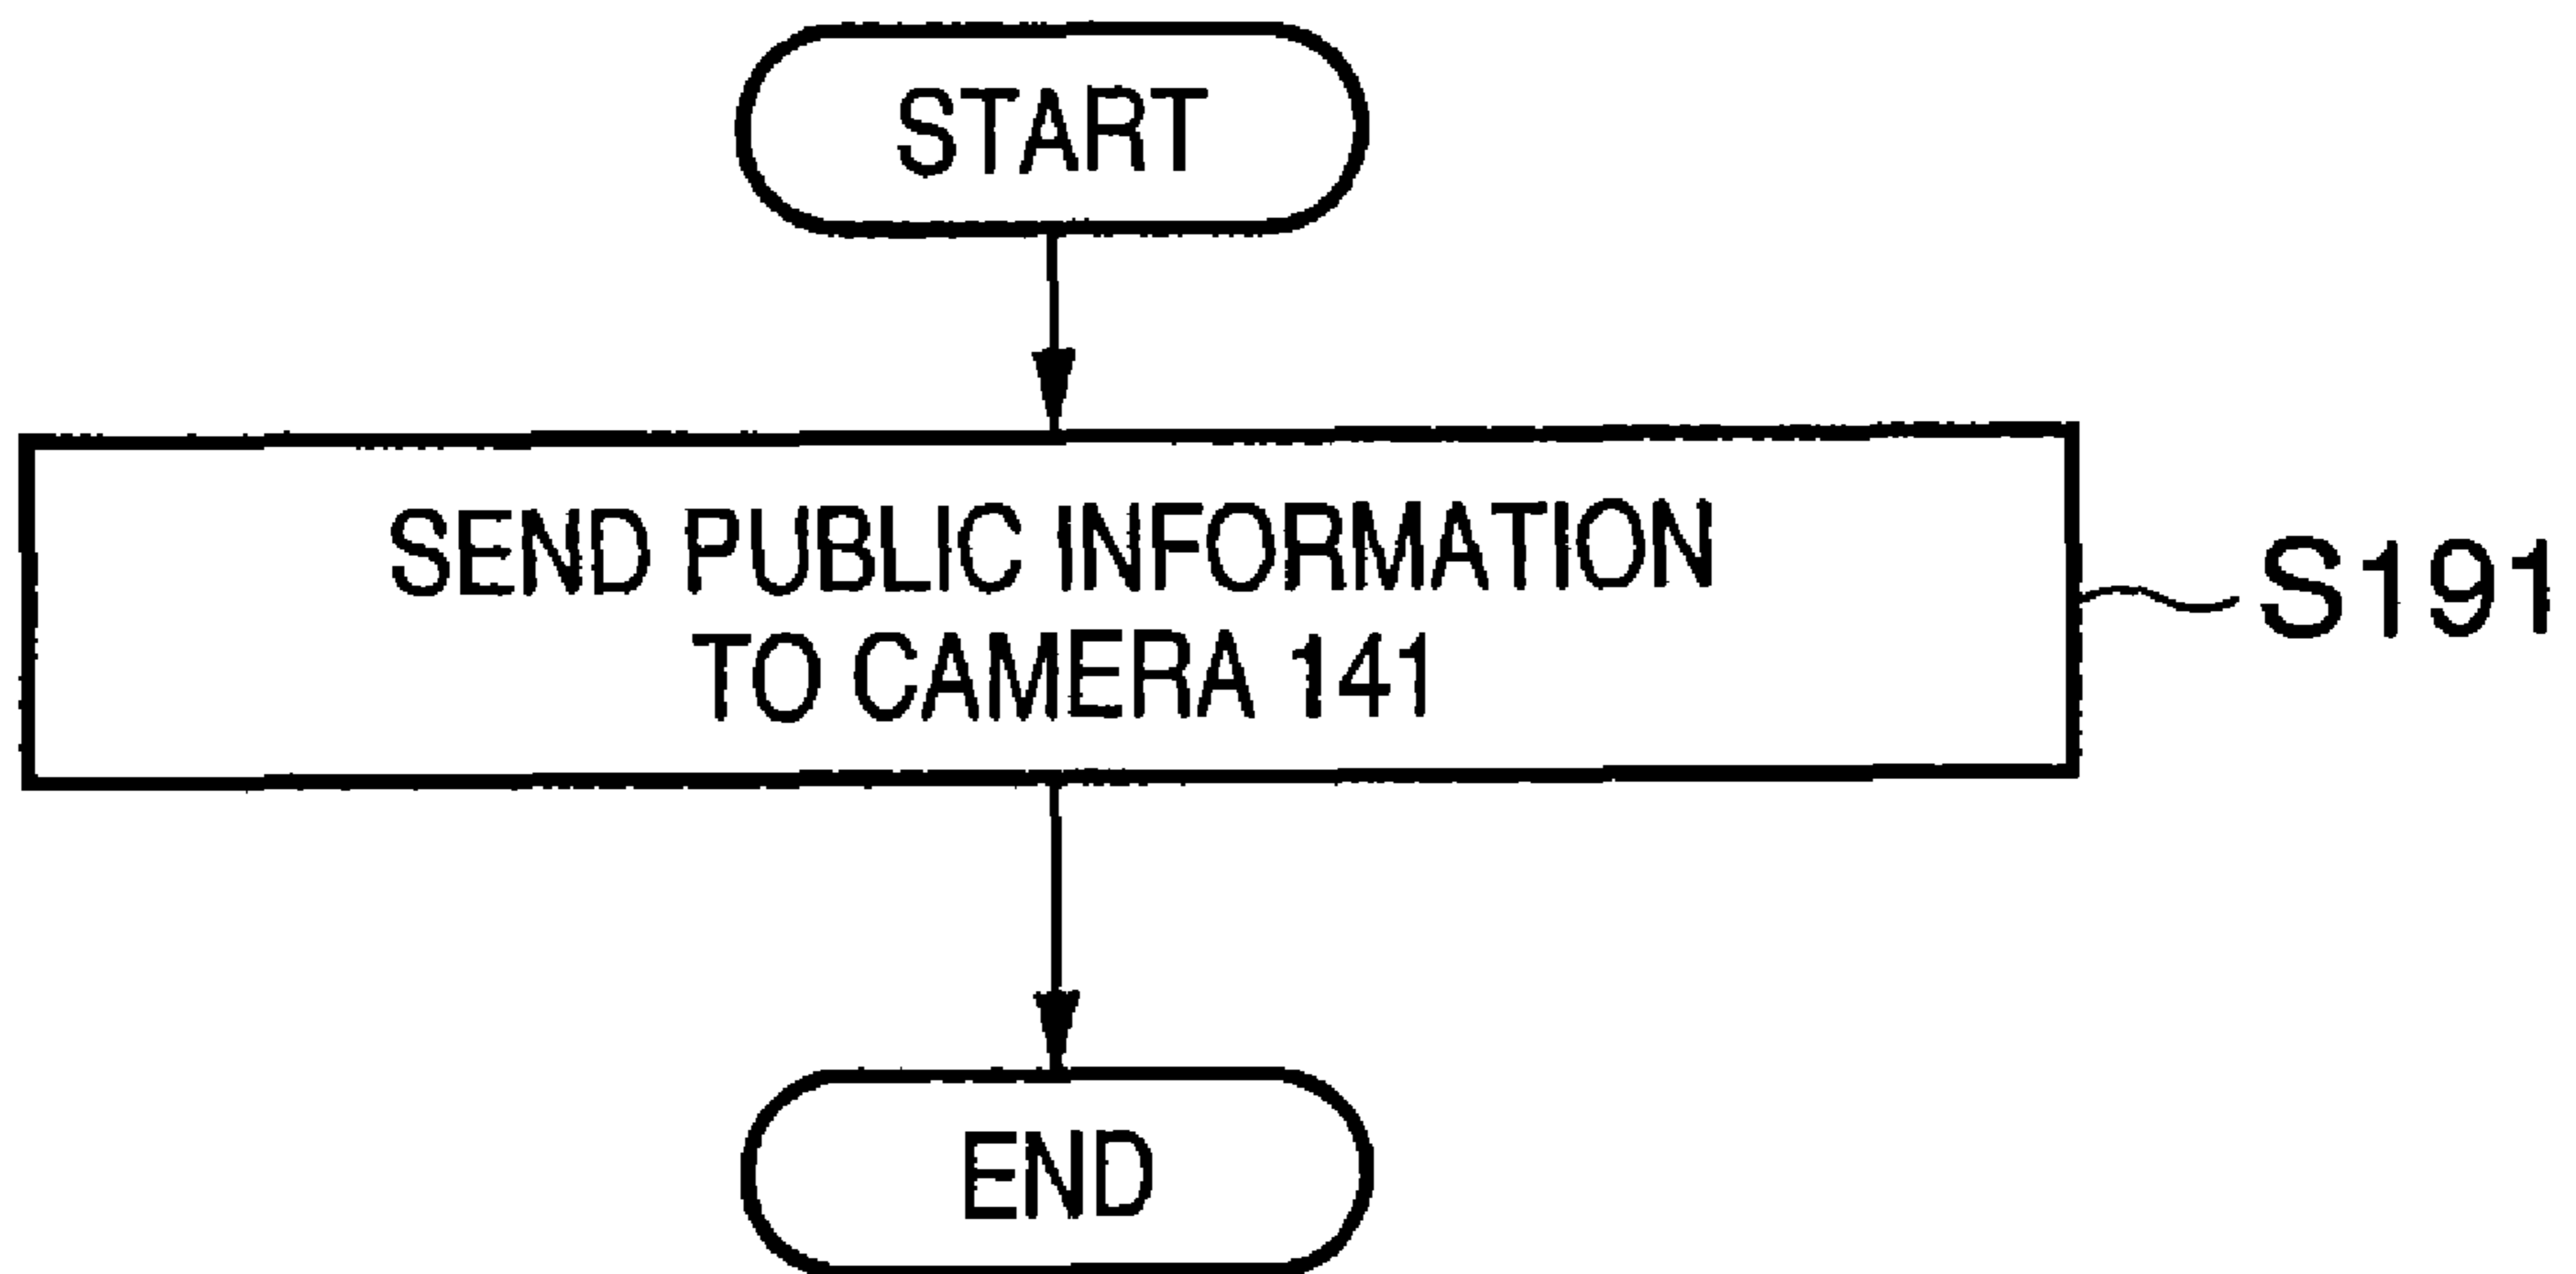 START
SEND PUBLIC INFORMATION
TO CAMERA 141
S191
END